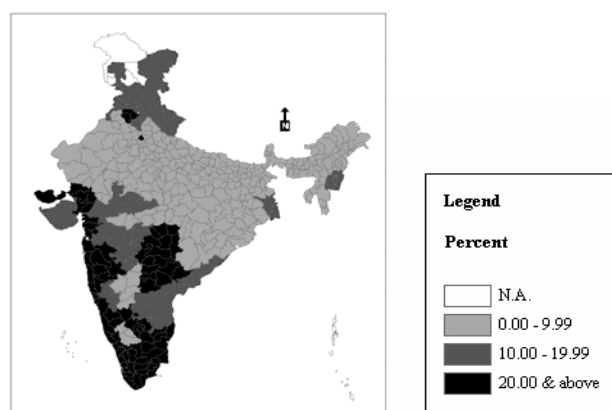 N
Legend
Percent
N.A.
0.00 - 9.99
10.00 - 19.99
20.00 & above